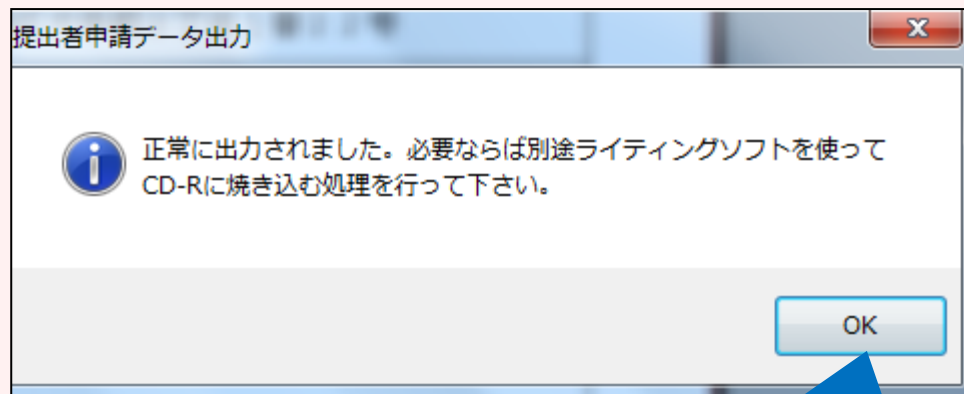 提出者申請データ出力
正常に出力されました。必要ならば別途ライティングソフトを使って
CD-Rに焼き込む処理を行って下さい。
OK